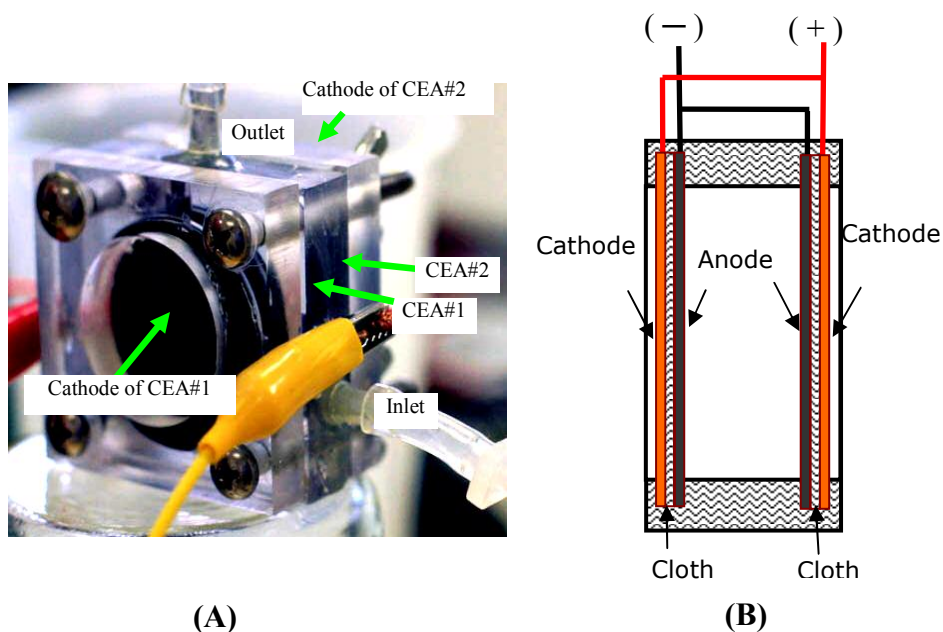 Cathode of CEA#2
Outlet
CEA#2
CEA#1
Cathode of CEA#1
Inlet
(A)
( − )
( + )
Cathode
Anode
Cathode
Cloth
Cloth
(B)